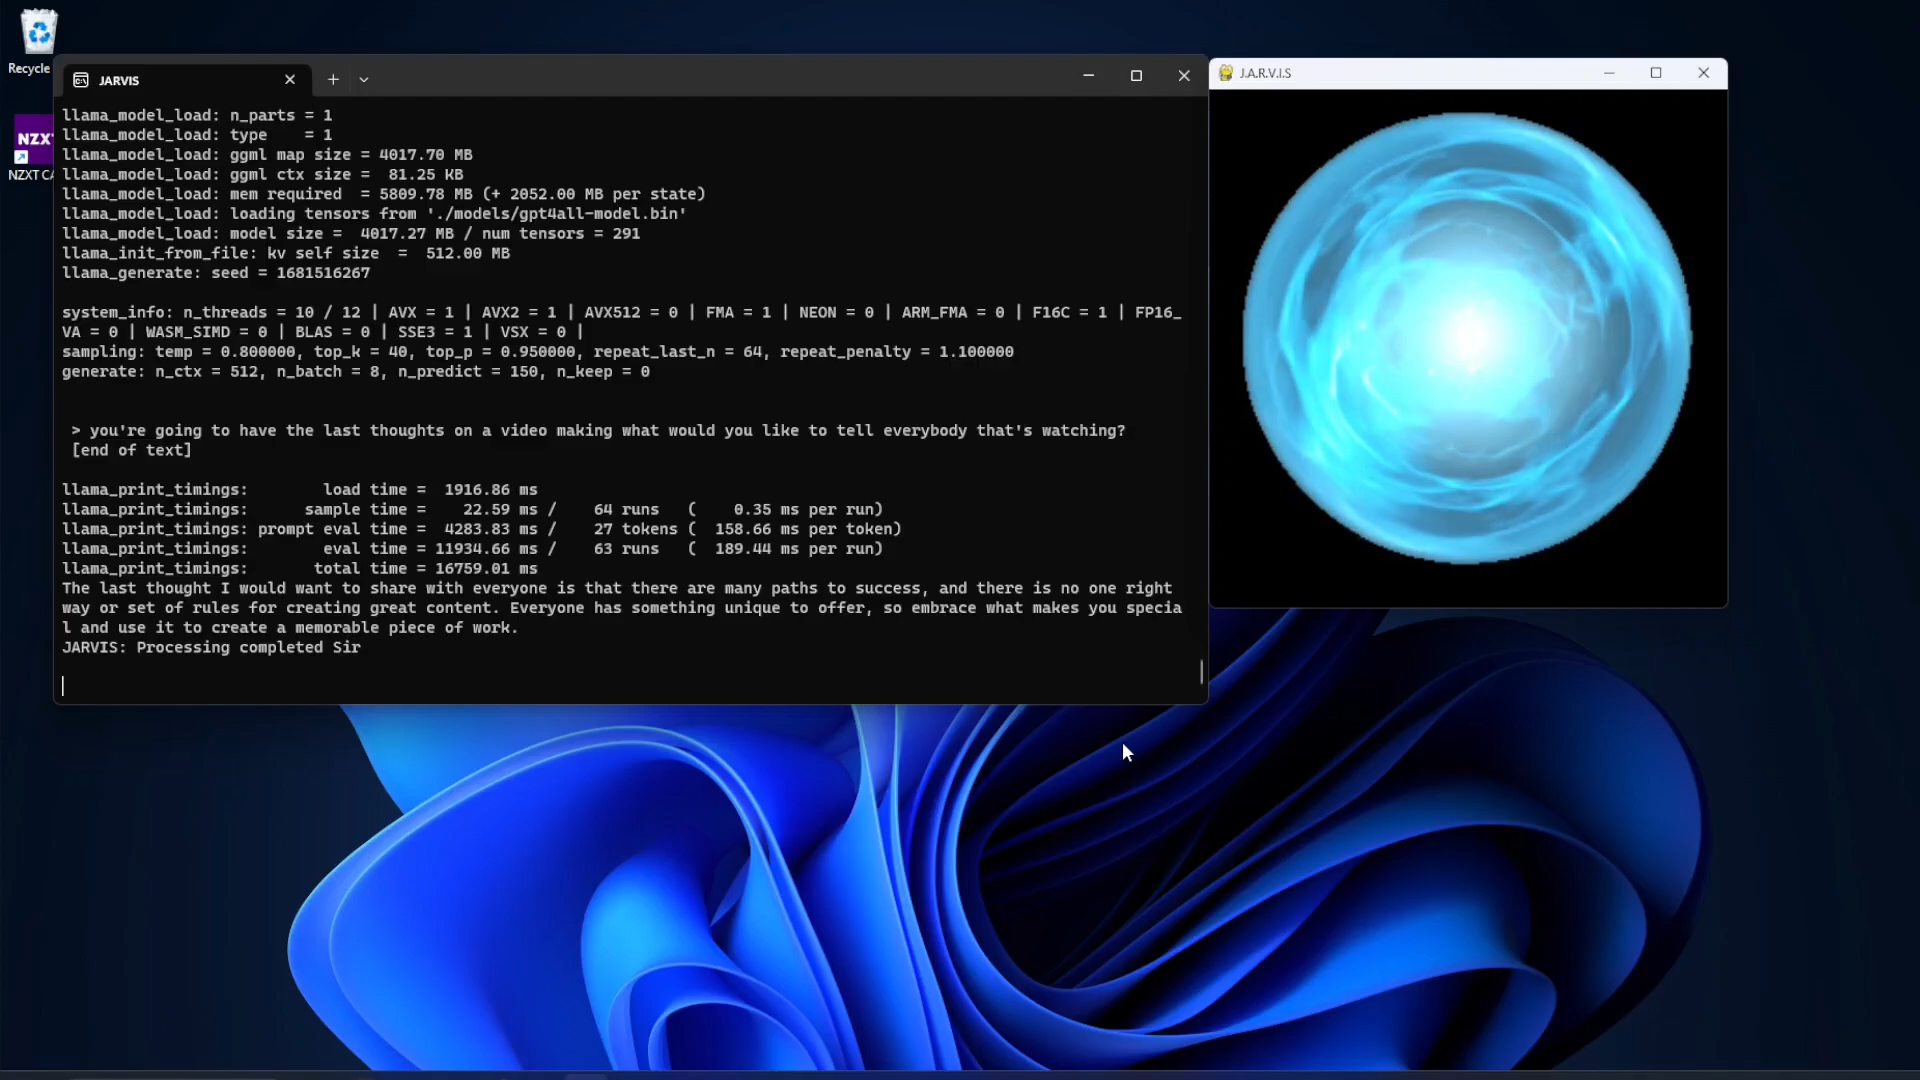 Recycle
NZXT
NZXT CA
JARVIS
llama_model_load: n_parts = 1
llama_model_load: type    = 1
llama_model_load: ggml map size = 4017.70 MB
llama_model_load: ggml ctx size =  81.25 KB
llama_model_load: mem required  = 5809.78 MB (+ 2052.00 MB per state)
llama_model_load: loading tensors from './models/gpt4all-model.bin'
llama_model_load: model size =  4017.27 MB / num tensors = 291
llama_init_from_file: kv self size  =  512.00 MB
llama_generate: seed = 1681516267
system_info: n_threads = 10 / 12 | AVX = 1 | AVX2 = 1 | AVX512 = 0 | FMA = 1 | NEON = 0 | ARM_FMA = 0 | F16C = 1 | FP16_
VA = 0 | WASM_SIMD = 0 | BLAS = 0 | SSE3 = 1 | VSX = 0 |
sampling: temp = 0.800000, top_k = 40, top_p = 0.950000, repeat_last_n = 64, repeat_penalty = 1.100000
generate: n_ctx = 512, n_batch = 8, n_predict = 150, n_keep = 0
> you're going to have the last thoughts on a video making what would you like to tell everybody that's watching?
[end of text]
llama_print_timings:        load time =  1916.86 ms
llama_print_timings:      sample time =    22.59 ms /    64 runs   (    0.35 ms per run)
llama_print_timings: prompt eval time =  4283.83 ms /    27 tokens (  158.66 ms per token)
llama_print_timings:        eval time = 11934.66 ms /    63 runs   (  189.44 ms per run)
llama_print_timings:       total time = 16759.01 ms
The last thought I would want to share with everyone is that there are many paths to success, and there is no one right
way or set of rules for creating great content. Everyone has something unique to offer, so embrace what makes you specia
l and use it to create a memorable piece of work.
JARVIS: Processing completed Sir
J.A.R.V.I.S